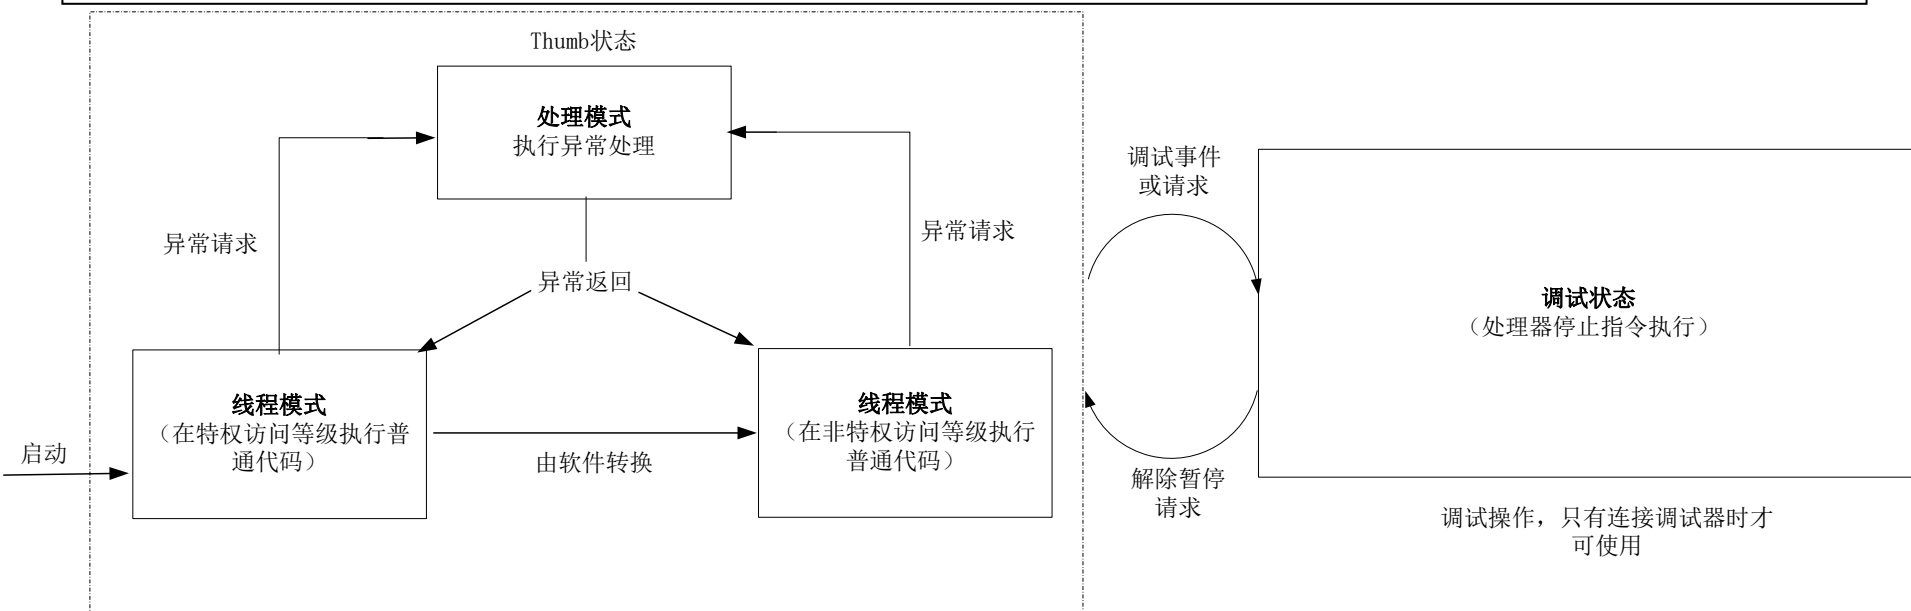 Thumb状态
处理模式
执行异常处理
异常请求
异常请求
异常返回
线程模式
（在特权访问等级执行普
通代码）
线程模式
（在非特权访问等级执行
普通代码）
启动
由软件转换
调试事件
或请求
解除暂停
请求
调试状态
（处理器停止指令执行）
调试操作，只有连接调试器时才
可使用